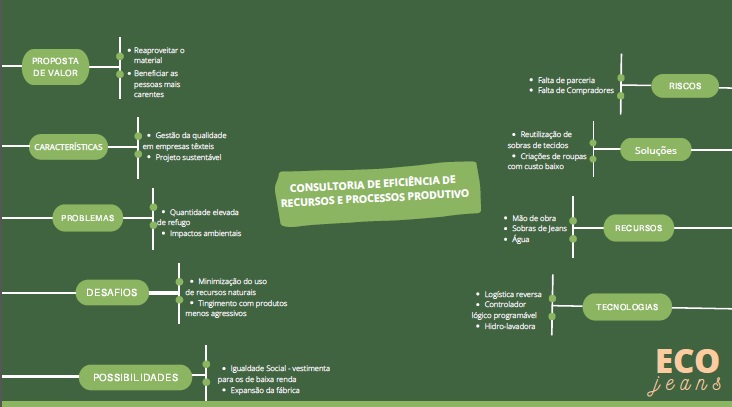 PROPOSTA
DE VALOR
• Reaproveitar o
material
• Beneficiar as
pessoas mais
carentes
CARACTERÍSTICAS
• Gestão da qualidade
em empresas têxteis
• Projeto sustentável
PROBLEMAS
• Quantidade elevada
de refugo
• Impactos ambientais
DESAFIOS
• Minimização do uso
de recursos naturais
• Tingimento com produtos
menos agressivos
POSSIBILIDADES
• Igualdade Social - vestimenta
para os de baixa renda
• Expansão da fábrica
CONSULTORIA DE EFICIÊNCIA DE
RECURSOS E PROCESSOS PRODUTIVO
• Falta de parceria
• Falta de Compradores
RISCOS
• Reutilização de
sobras de tecidos
• Criações de roupas
com custo baixo
Soluções
• Mão de obra
• Sobras de Jeans
• Água
RECURSOS
• Logística reversa
• Controlador
lógico programável
• Hidro-lavadora
TECNOLOGIAS
ECO
jeans